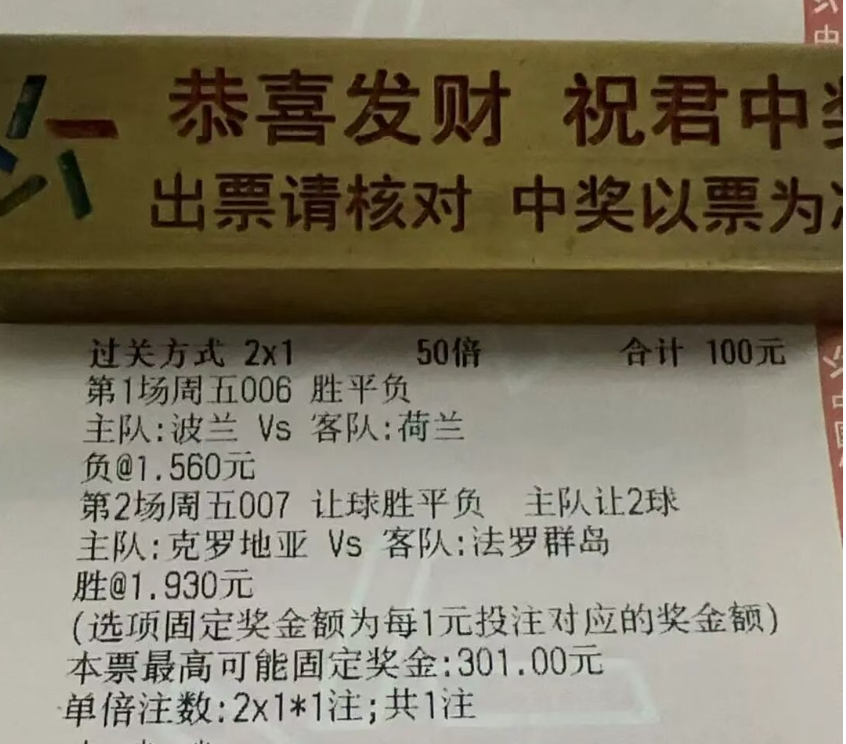 恭喜发财 祝君中
出票请核对 中奖以票为
过关方式 2x1 50倍 合计 100元
第1场周五006 胜平负
主队:波兰 Vs 客队:荷兰
负@1.560元
第2场周五007 让球胜平负 主队让2球
主队:克罗地亚 Vs 客队:法罗群岛
胜@1.930元
(选项固定奖金额为每1元投注对应的奖金额)
本票最高可能固定奖金:301.00元
单倍注数:2x1*1注;共1注
中
中